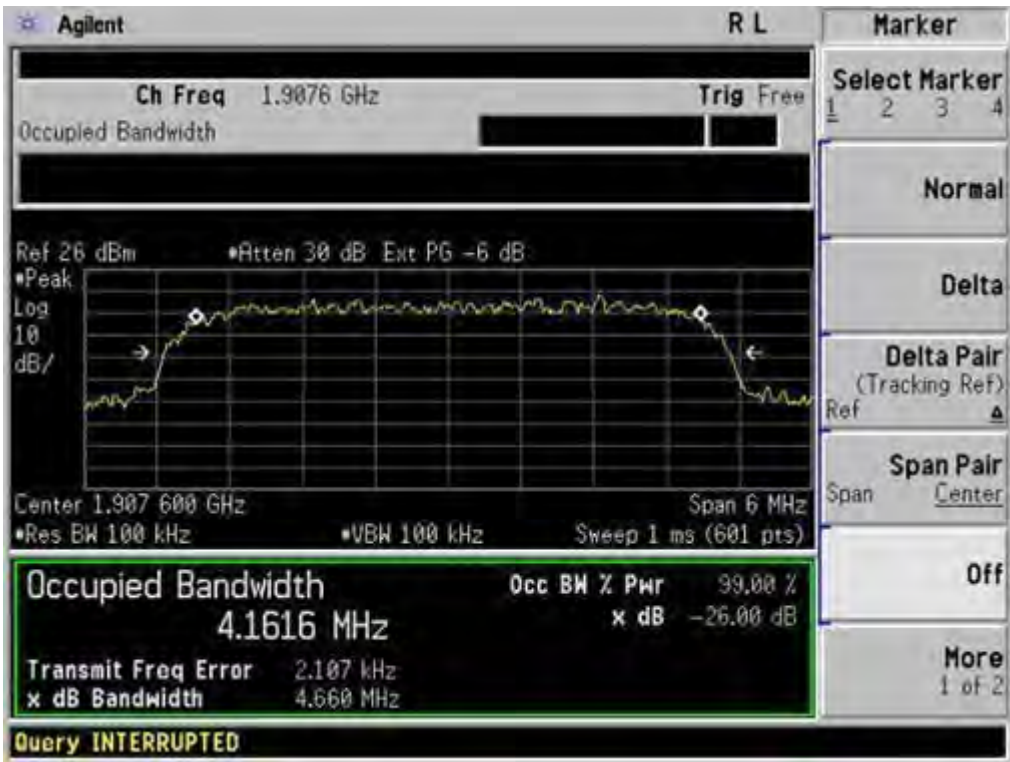 Agilent R L Marker
Ch Freq 1.9076 GHz Trig Free
Occupied Bandwidth
Select Marker
1 2 3 4
Normal
Delta
Delta Pair
(Tracking Ref)
Ref Δ
Span Pair
Span Center
Off
More
1 of 2
Ref 26 dBm •Atten 30 dB Ext PG -6 dB
•Peak
Log
10
dB/
Center 1.907 600 GHz Span 6 MHz
•Res BW 100 kHz •VBW 100 kHz Sweep 1 ms (601 pts)
Occupied Bandwidth Occ BW % Pwr 99.00 %
4.1616 MHz x dB -26.00 dB
Transmit Freq Error 2.107 kHz
x dB Bandwidth 4.660 MHz
Query INTERRUPTED